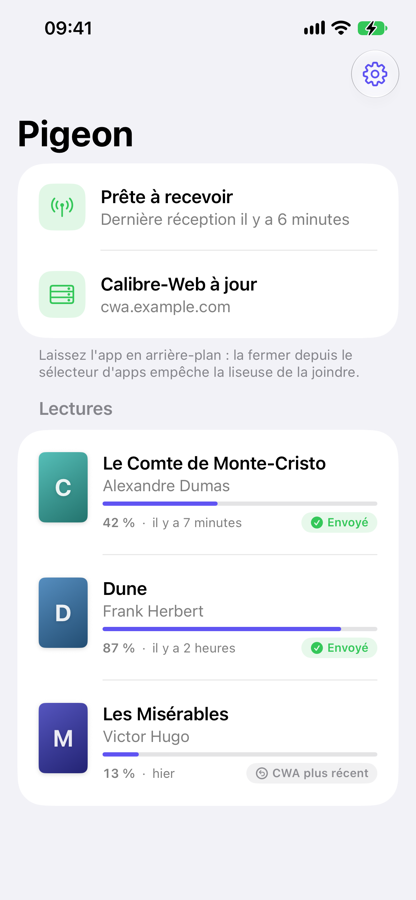 09:41
Pigeon
Prête à recevoir
Dernière réception il y a 6 minutes
Calibre-Web à jour
cwa.example.com
Laissez l'app en arrière-plan : la fermer depuis le
sélecteur d'apps empêche la liseuse de la joindre.
Lectures
C
Le Comte de Monte-Cristo
Alexandre Dumas
42 % · il y a 7 minutes
Envoyé
D
Dune
Frank Herbert
87 % · il y a 2 heures
Envoyé
M
Les Misérables
Victor Hugo
13 % · hier
CWA plus récent